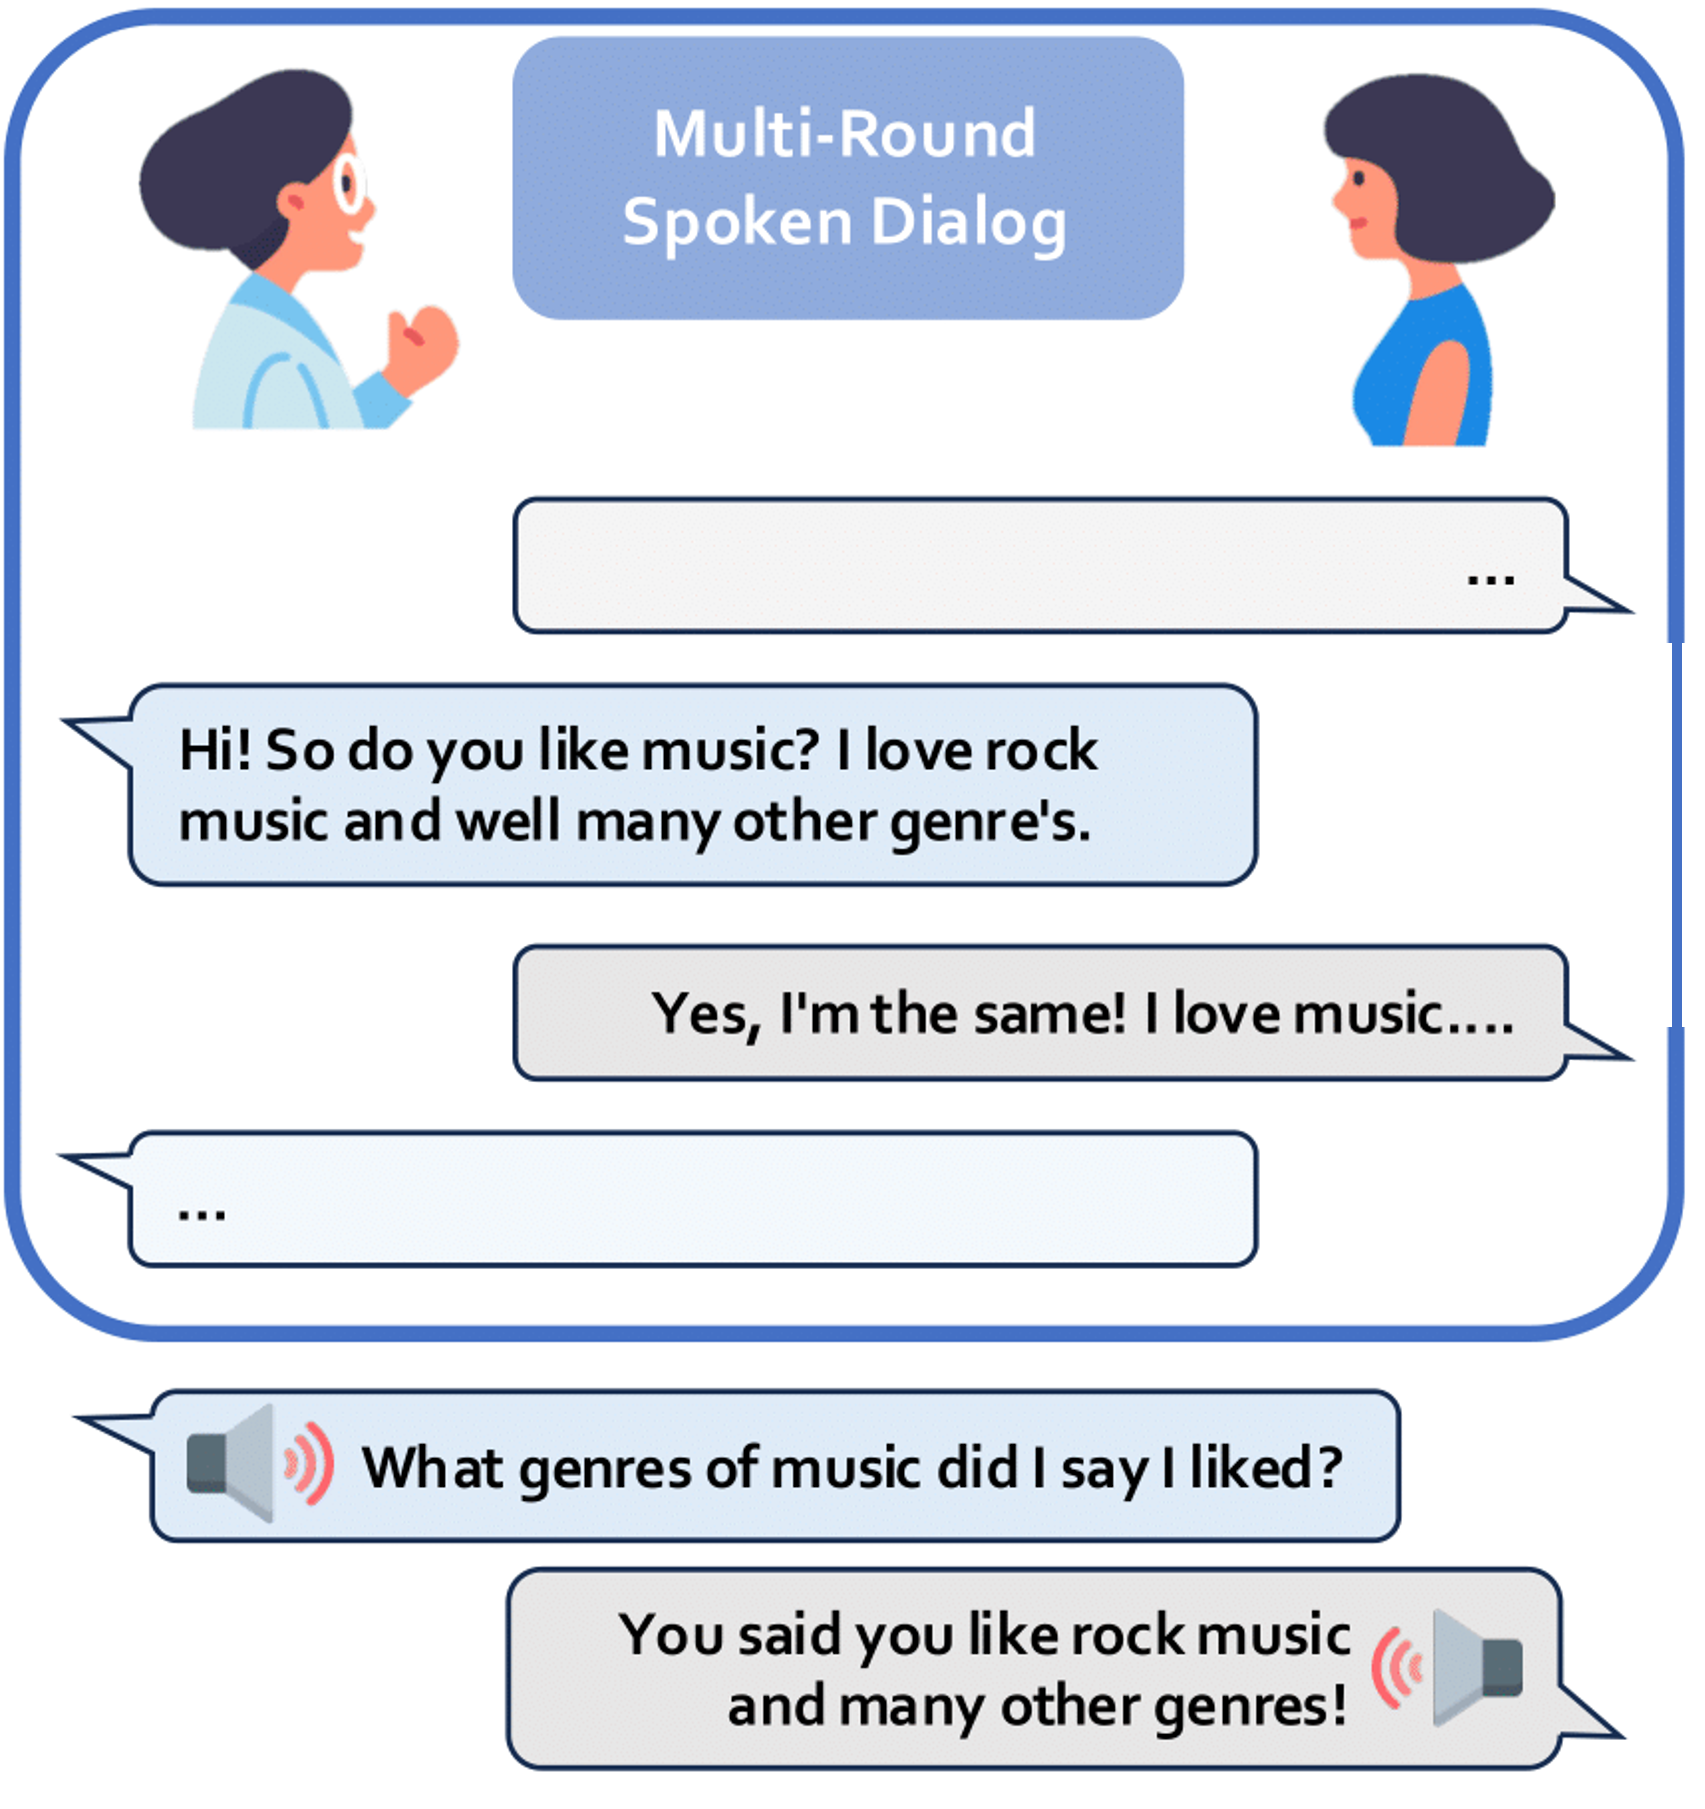 Multi-Round
Spoken Dialog
...
Hi! So do you like music? I love rock
music and well many other genre's.
Yes, I'm the same! I love music....
...
What genres of music did I say I liked?
You said you like rock music
and many other genres!